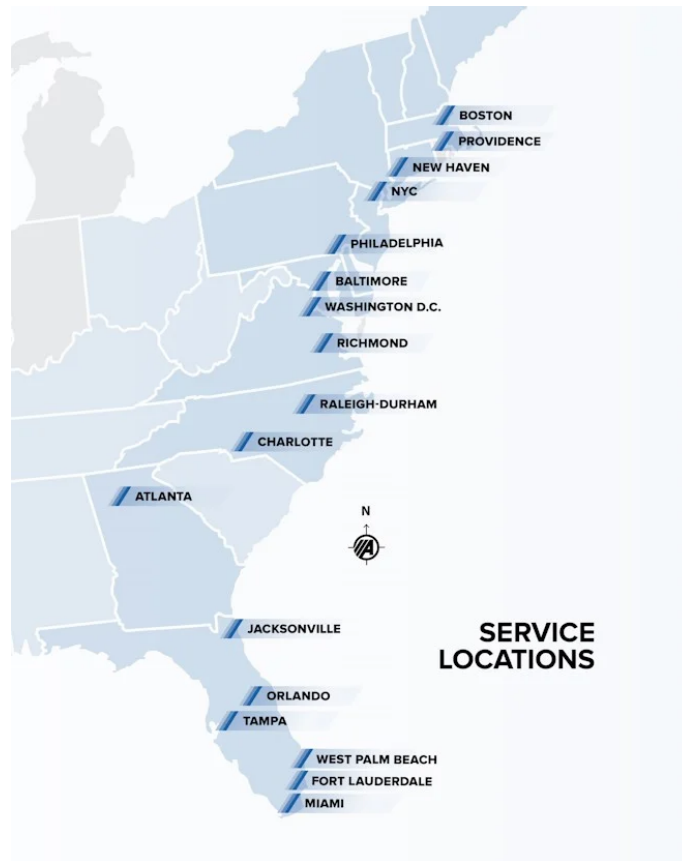 BOSTON
PROVIDENCE
NEW HAVEN
NYC
PHILADELPHIA
BALTIMORE
WASHINGTON D.C.
RICHMOND
RALEIGH-DURHAM
CHARLOTTE
ATLANTA
N
A
JACKSONVILLE
SERVICE
LOCATIONS
ORLANDO
TAMPA
WEST PALM BEACH
FORT LAUDERDALE
MIAMI